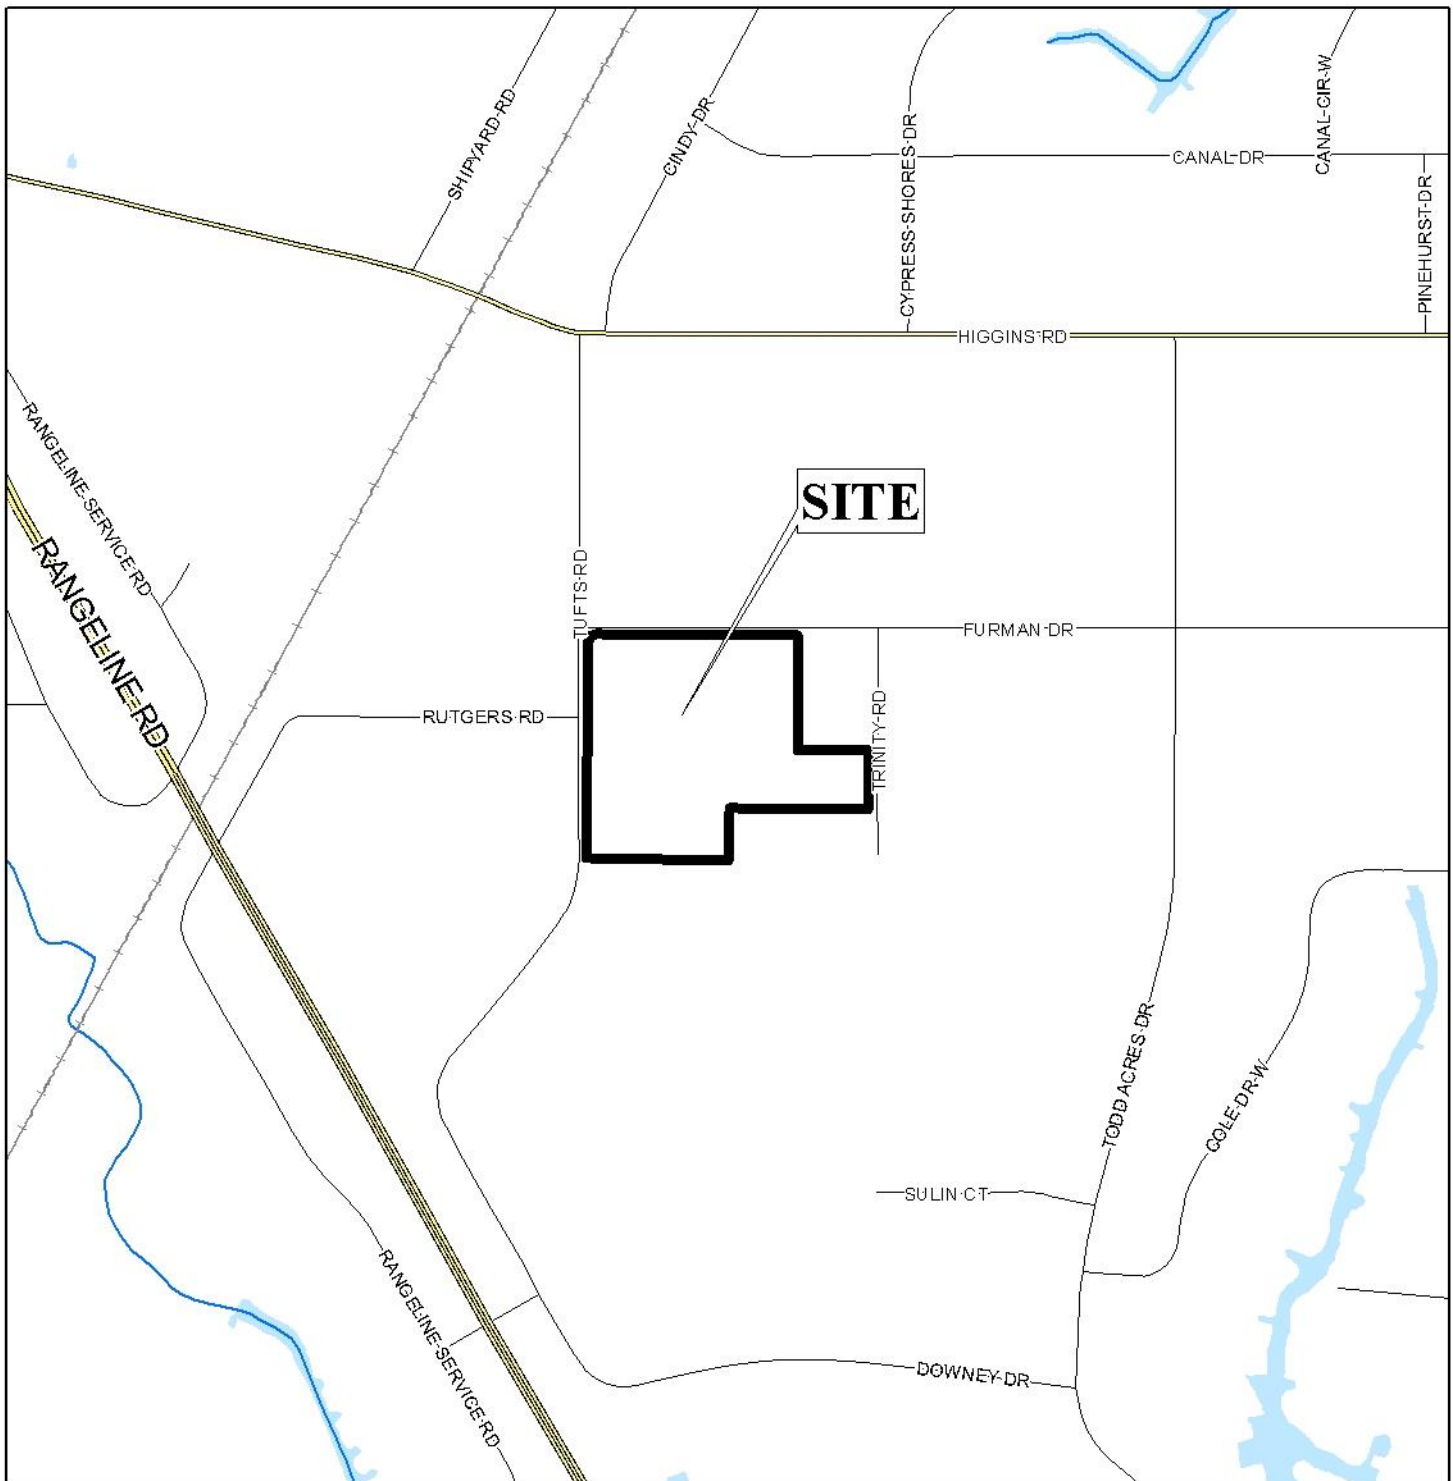 SHIPYARD RD
CINDY DR
CYPRESS SHORES DR
CANAL DR
CANAL CIR W
PINEHURST DR
HIGGINS RD
RANGELINE SERVICE RD
SITE
RANGELINE RD
TUFTS RD
FURMAN DR
RUTGERS RD
TRINITY RD
TODD ACRES DR
COLE DR W
SULIN CT
RANGELINE SERVICE RD
DOWNEY DR